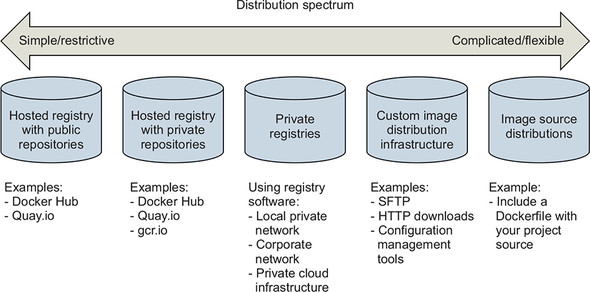 Distribution spectrum
Simple/restrictive
Complicated/flexible
Hosted registry
with public
repositories
Hosted registry
with private
repositories
Private
registries
Custom image
distribution
infrastructure
Image source
distributions
Examples:
- Docker Hub
- Quay.io
Examples:
- Docker Hub
- Quay.io
- gcr.io
Using registry
software:
- Local private
network
- Corporate
network
- Private cloud
infrastructure
Examples:
- SFTP
- HTTP downloads
- Configuration
management
tools
Example:
- Include a
Dockerfile with
your project
source